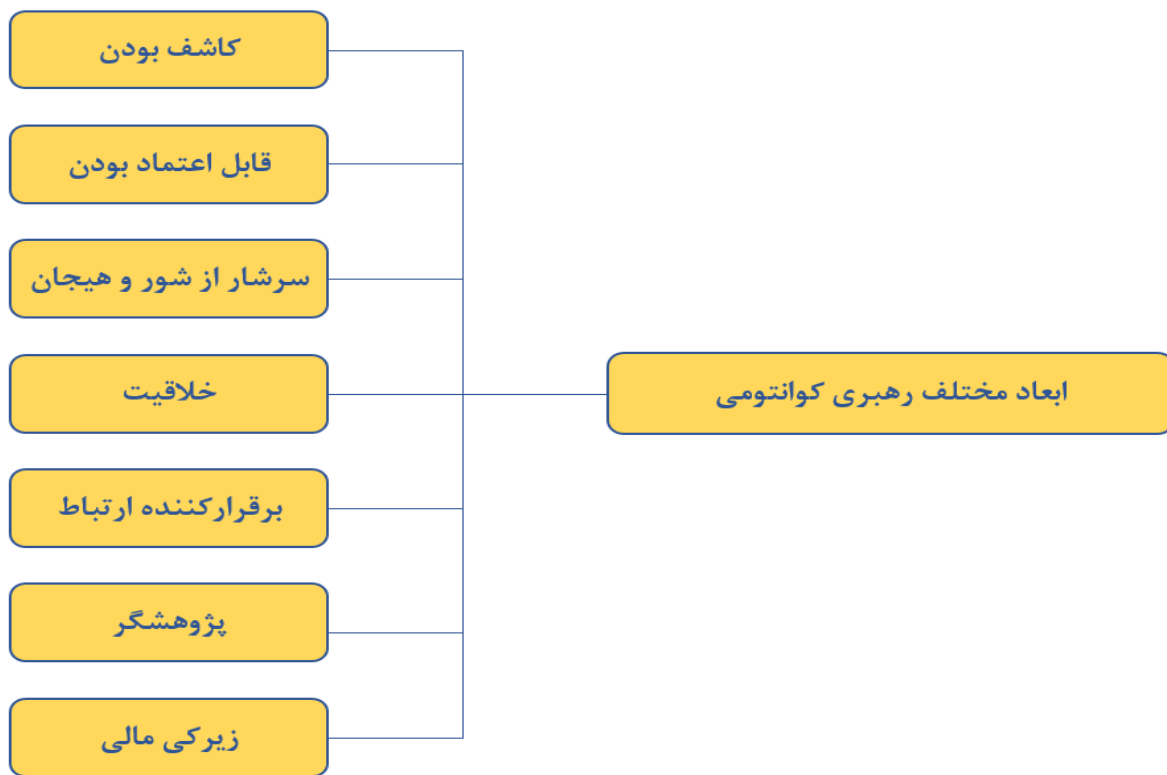 ابعاد مختلف رهبری کوانتومی
کاشف بودن
قابل اعتماد بودن
سرشار از شور و هیجان
خلاقیت
برقرارکننده ارتباط
پژوهشگر
زیرکی مالی